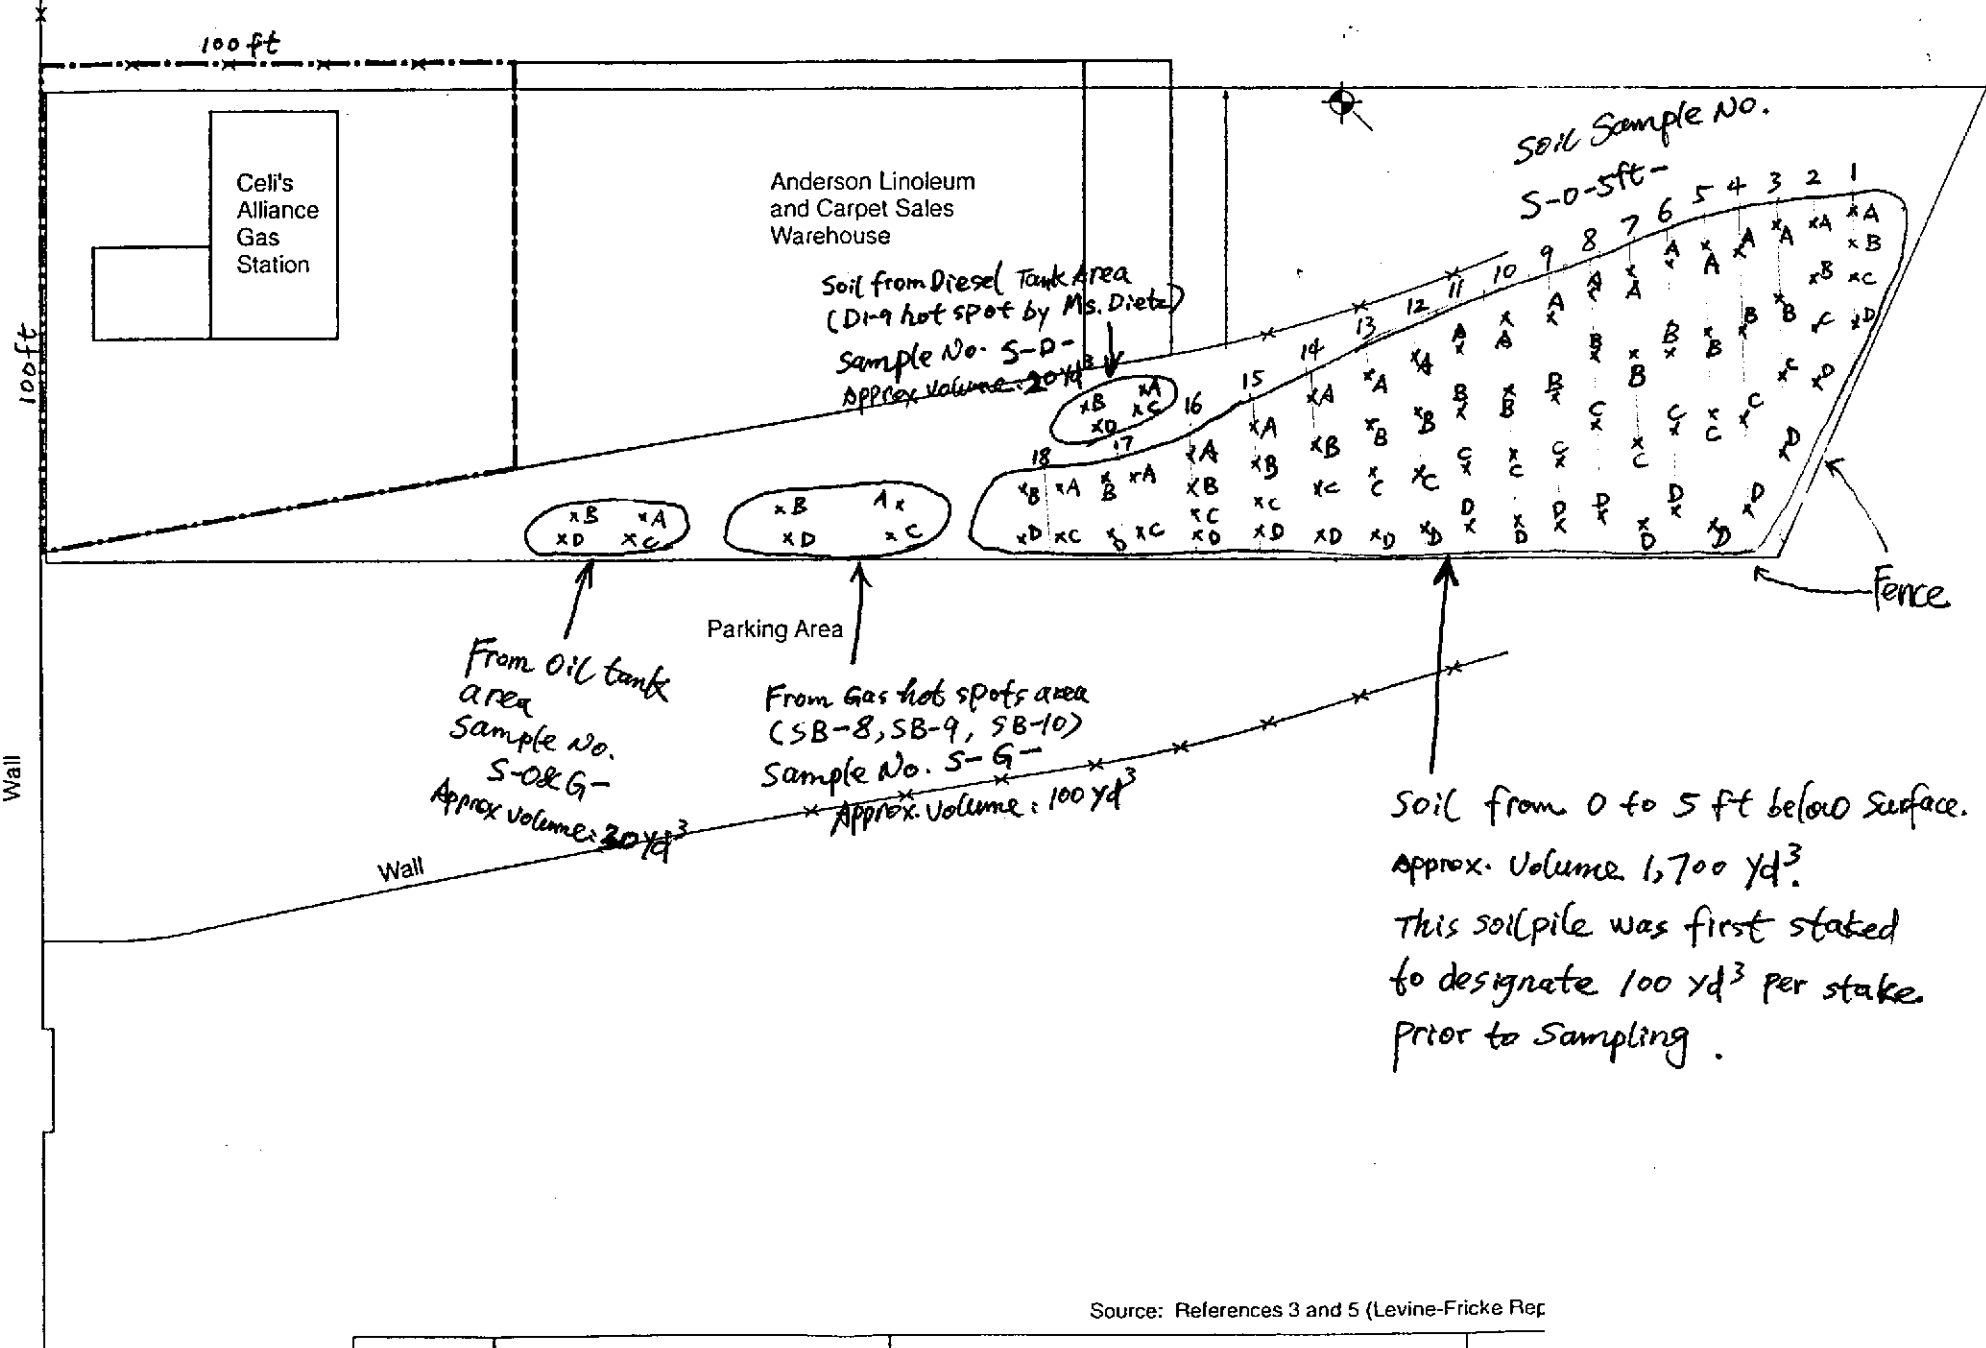 100 ft
100 ft
Celi's
Alliance
Gas
Station
Anderson Linoleum
and Carpet Sales
Warehouse
Soil from Diesel Tank Area
(D1-9 hot spot by Ms. Dietz)
Sample No. S-D-
Approx volume: 20 yd³
A
B
C
D
Soil Sample No.
S-0-5ft-
1
2
3
4
5
6
7
8
9
10
11
12
13
14
15
16
17
18
A A A A A A A A A A A A A A A A A A
B B B B B B B B B B B B B B B B B B
C C C C C C C C C C C C C C C C C C
D D D D D D D D D D D D D D D D D D
B A
D C
B A
D C
Fence
Parking Area
From Oil tank
area
Sample No.
S-O&G-
Approx volume: 20 yd³
From Gas hot spots area
(SB-8, SB-9, SB-10)
Sample No. S-G-
Approx. Volume: 100 yd³
Soil from 0 to 5 ft below Surface.
Approx. Volume 1,700 yd³.
This soilpile was first staked
to designate 100 yd³ per stake
prior to Sampling.
Wall
Wall
Source: References 3 and 5 (Levine-Fricke Rep